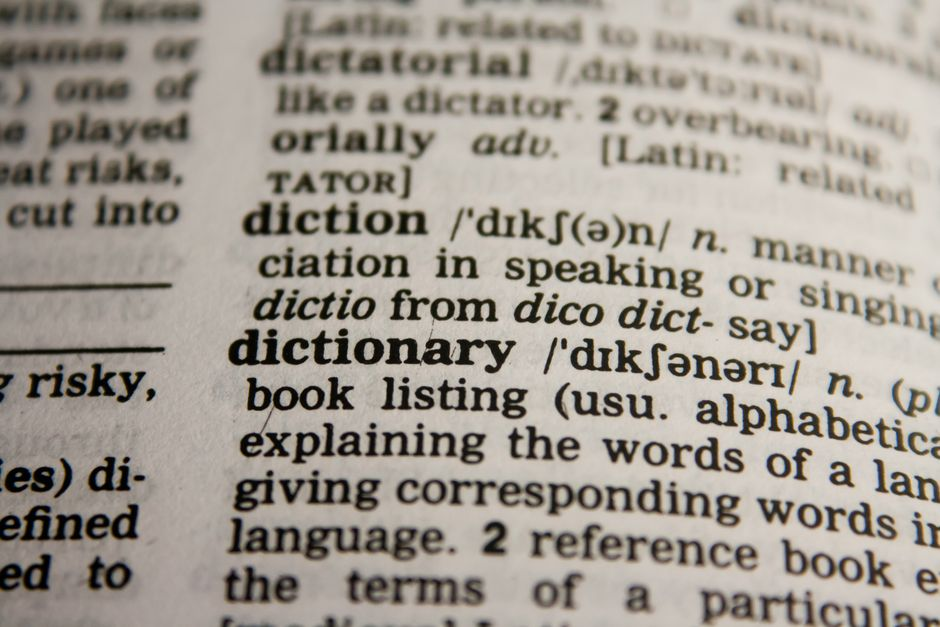 with faces
games or
.) one of
e played
eat risks,
cut into
risky,
ies) di-
efined
ed to
[Latin: related to DICTATE]
dictatorial /ˌdɪktəˈtɔːrɪəl/ adj.
like a dictator. 2 overbearing.
orially adv. [Latin: related
TATOR]
diction /ˈdɪkʃ(ə)n/ n. manner
ciation in speaking or singing
dictio from dico dict- say]
dictionary /ˈdɪkʃənərɪ/ n. (pl
book listing (usu. alphabetica
explaining the words of a lan
giving corresponding words in
language. 2 reference book e
the terms of a particular